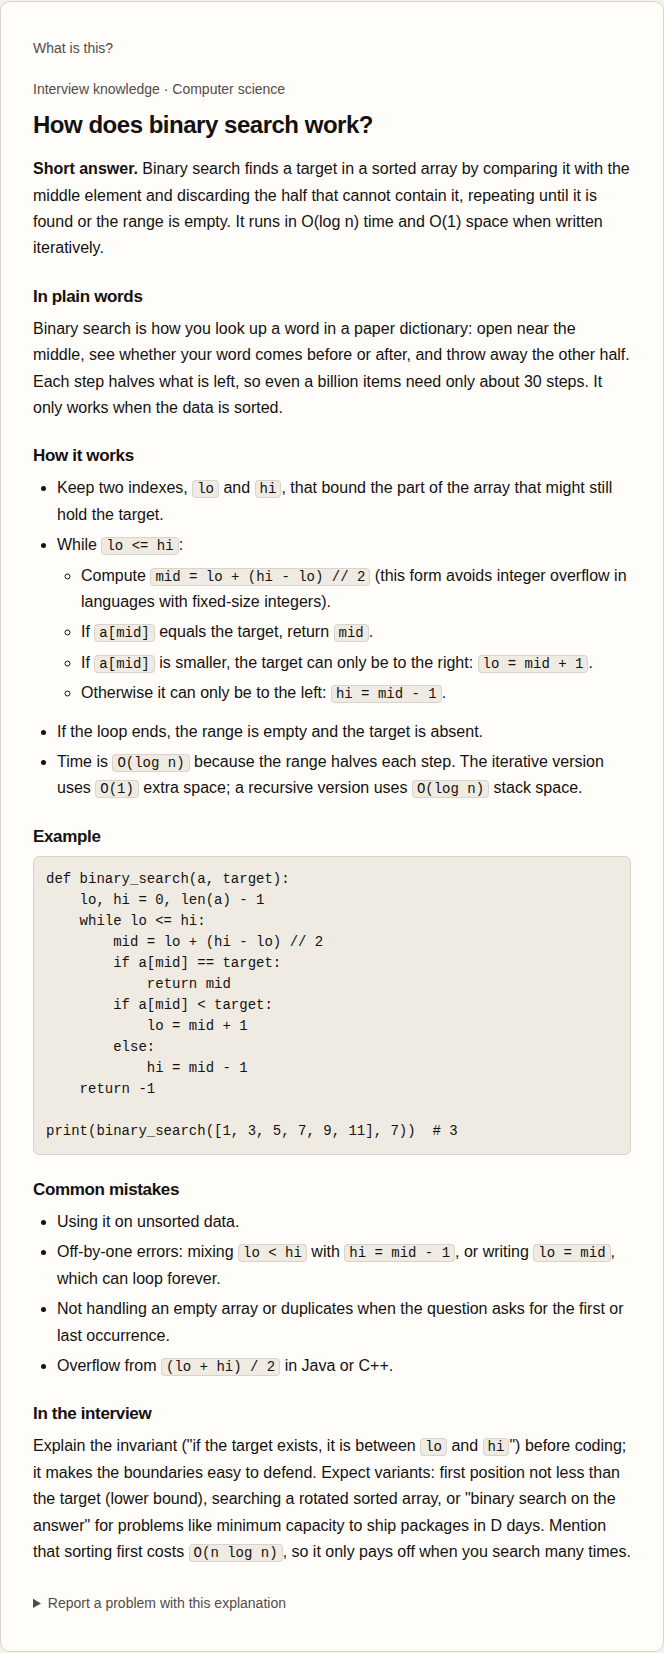 What is this?
Interview knowledge · Computer science
How does binary search work?
Short answer. Binary search finds a target in a sorted array by comparing it with the
middle element and discarding the half that cannot contain it, repeating until it is
found or the range is empty. It runs in O(log n) time and O(1) space when written
iteratively.
In plain words
Binary search is how you look up a word in a paper dictionary: open near the
middle, see whether your word comes before or after, and throw away the other half.
Each step halves what is left, so even a billion items need only about 30 steps. It
only works when the data is sorted.
How it works
• Keep two indexes, lo and hi, that bound the part of the array that might still
hold the target.
• While lo <= hi:
◦ Compute mid = lo + (hi - lo) // 2 (this form avoids integer overflow in
languages with fixed-size integers).
◦ If a[mid] equals the target, return mid.
◦ If a[mid] is smaller, the target can only be to the right: lo = mid + 1.
◦ Otherwise it can only be to the left: hi = mid - 1.
• If the loop ends, the range is empty and the target is absent.
• Time is O(log n) because the range halves each step. The iterative version
uses O(1) extra space; a recursive version uses O(log n) stack space.
Example
def binary_search(a, target):
    lo, hi = 0, len(a) - 1
    while lo <= hi:
        mid = lo + (hi - lo) // 2
        if a[mid] == target:
            return mid
        if a[mid] < target:
            lo = mid + 1
        else:
            hi = mid - 1
    return -1

print(binary_search([1, 3, 5, 7, 9, 11], 7))  # 3
Common mistakes
• Using it on unsorted data.
• Off-by-one errors: mixing lo < hi with hi = mid - 1, or writing lo = mid,
which can loop forever.
• Not handling an empty array or duplicates when the question asks for the first or
last occurrence.
• Overflow from (lo + hi) / 2 in Java or C++.
In the interview
Explain the invariant ("if the target exists, it is between lo and hi") before coding;
it makes the boundaries easy to defend. Expect variants: first position not less than
the target (lower bound), searching a rotated sorted array, or "binary search on the
answer" for problems like minimum capacity to ship packages in D days. Mention
that sorting first costs O(n log n), so it only pays off when you search many times.
▶ Report a problem with this explanation